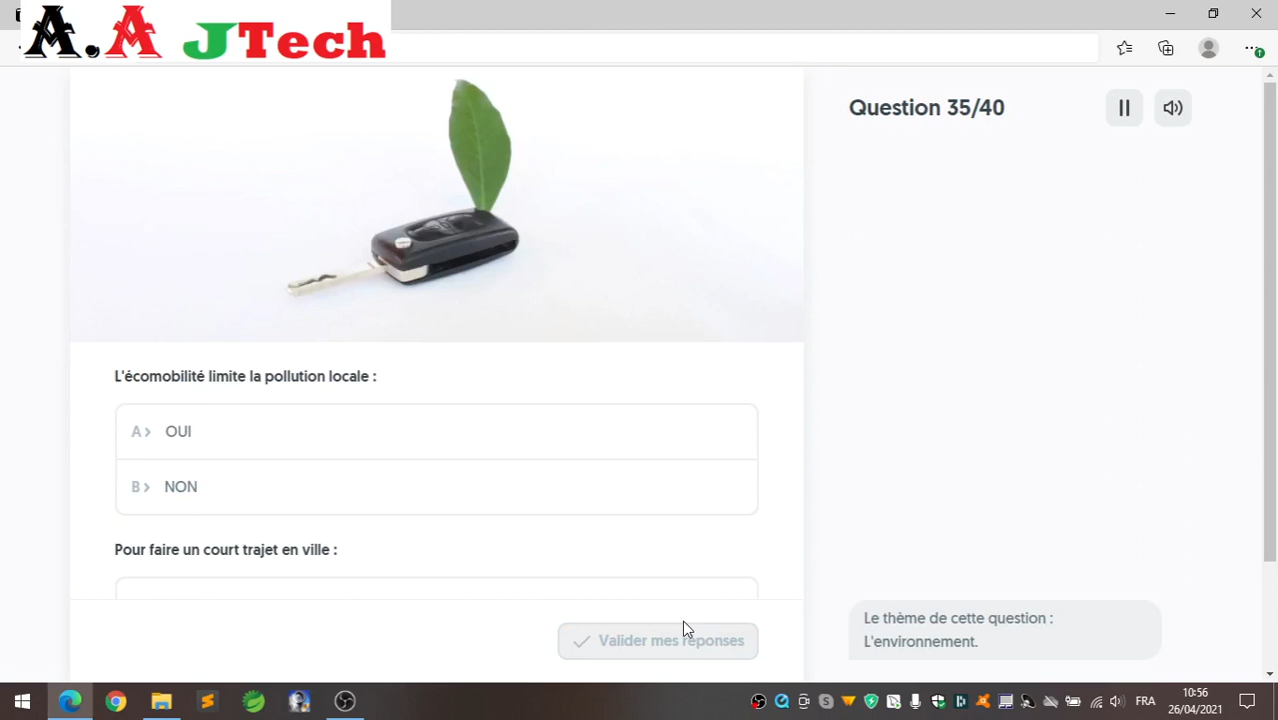 A.A JTech
Question 35/40
L'écomobilité limite la pollution locale :
A OUI
B NON
Pour faire un court trajet en ville :
Valider mes réponses
Le thème de cette question :
L'environnement.
FRA
10:56
26/04/2021